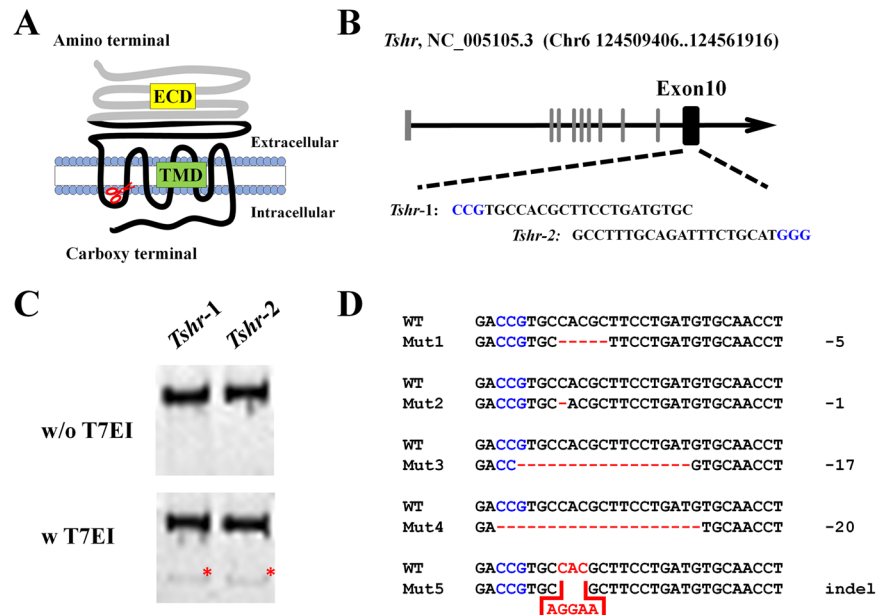 A
Amino terminal
ECD
Extracellular
TMD
Intracellular
Carboxy terminal
B
Tshr, NC_005105.3 (Chr6 124509406..124561916)
Exon10
Tshr-1: CCGTGCCACGCTTCCTGATGTGC
Tshr-2: GCCTTTGCAGATTTCTGCATGGG
C
Tshr-1 Tshr-2
w/o T7EI
w T7EI
* *
D
WT GACCGTGCCACGCTTCCTGATGTGCAACCT
Mut1 GACCGTGC-----TTCCTGATGTGCAACCT -5
WT GACCGTGCCACGCTTCCTGATGTGCAACCT
Mut2 GACCGTGC-ACGCTTCCTGATGTGCAACCT -1
WT GACCGTGCCACGCTTCCTGATGTGCAACCT
Mut3 GACC-----------------GTGCAACCT -17
WT GACCGTGCCACGCTTCCTGATGTGCAACCT
Mut4 GA--------------------TGCAACCT -20
WT GACCGTGCCACGCTTCCTGATGTGCAACCT
Mut5 GACCGTGC GCTTCCTGATGTGCAACCT indel
AGGAA